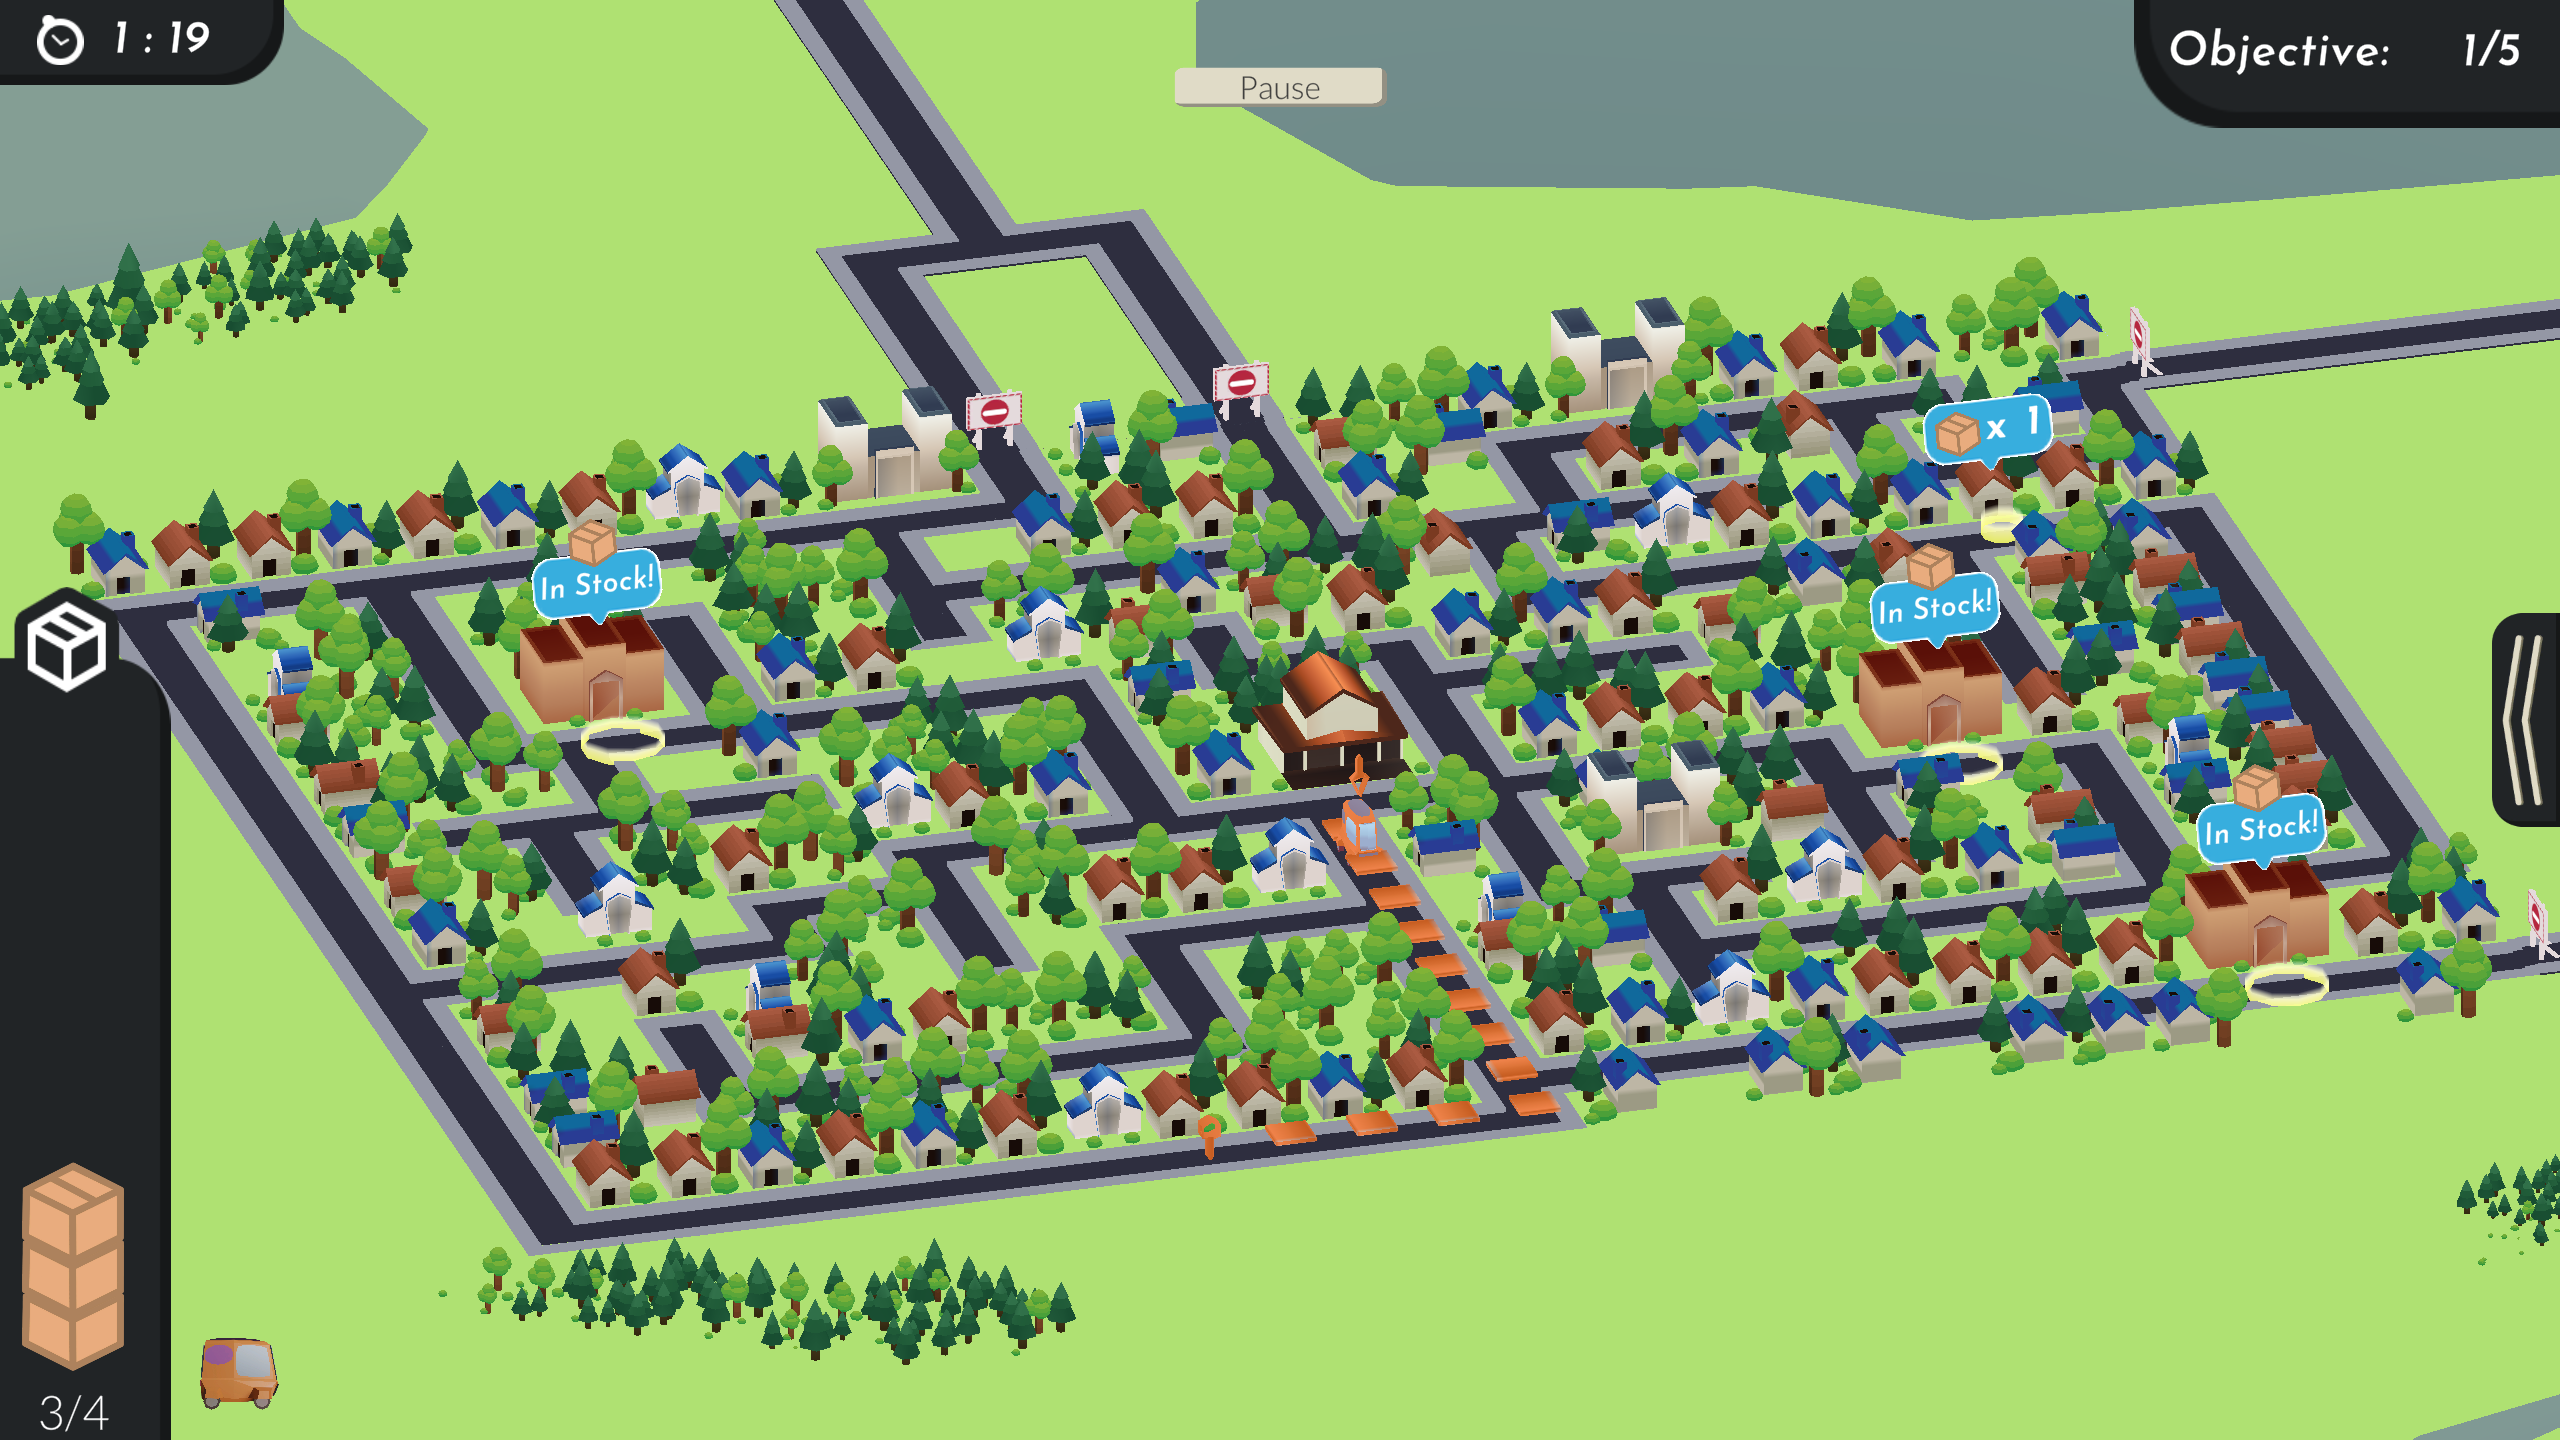 1 : 19
Pause
Objective: 1/5
x 1
In Stock!
In Stock!
In Stock!
3/4